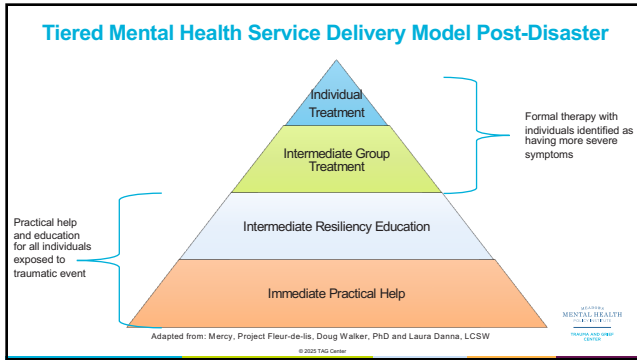 Tiered Mental Health Service Delivery Model Post-Disaster
Individual
Treatment
Formal therapy with
individuals identified as
having more severe
symptoms
Intermediate Group
Treatment
Practical help
and education
for all individuals
exposed to
traumatic event
Intermediate Resiliency Education
Immediate Practical Help
MEADOWS
MENTAL HEALTH
POLICY INSTITUTE
TRAUMA AND GRIEF
CENTER
Adapted from: Mercy, Project Fleur-de-lis, Doug Walker, PhD and Laura Danna, LCSW
© 2025 TAG Center